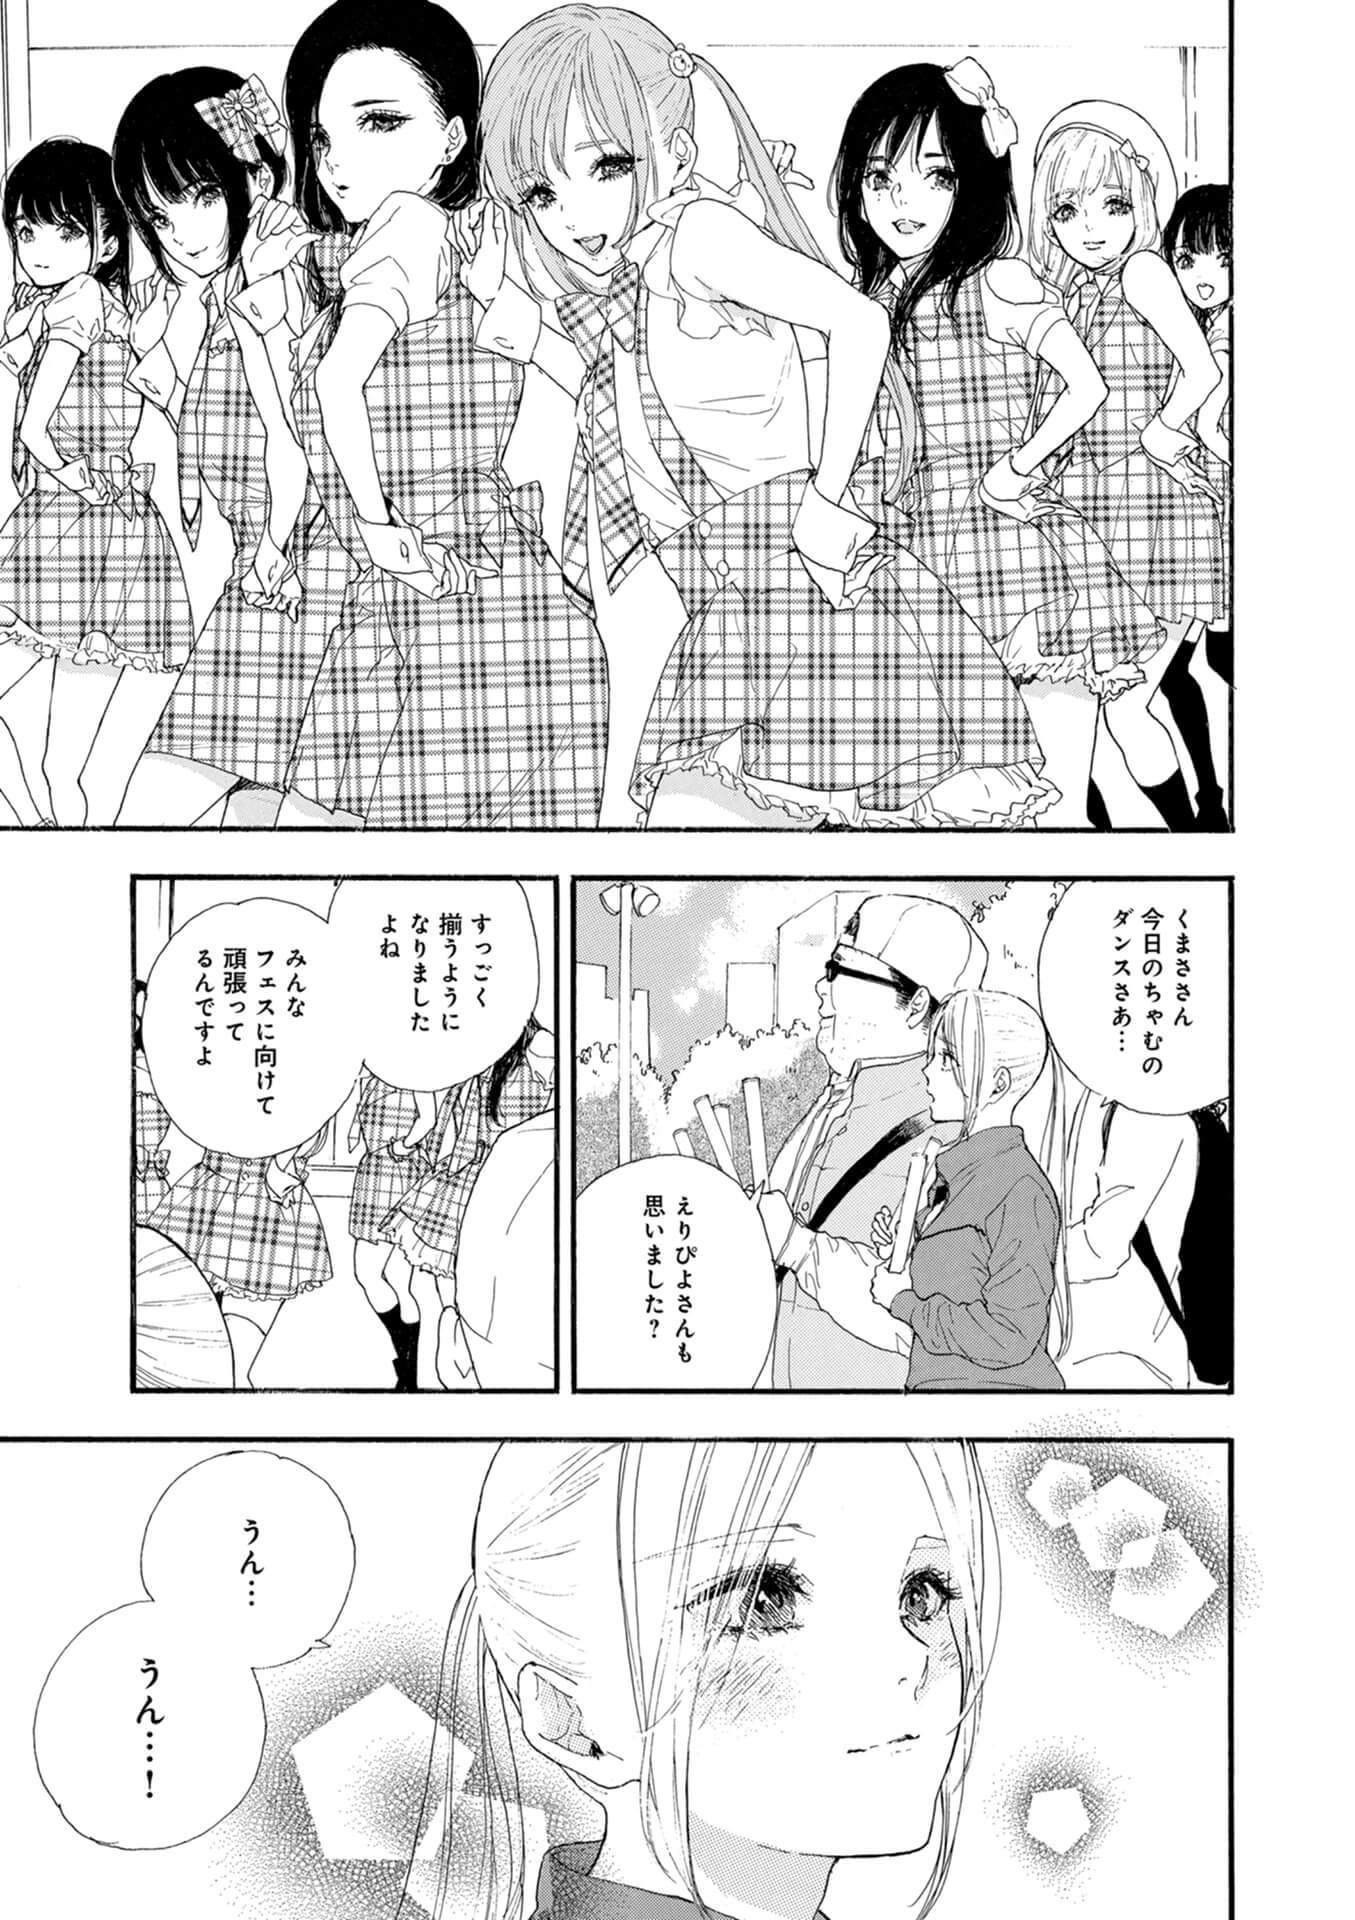 くまささん
今日のちゃむの
ダンスさぁ…
えりぴよさんも
思いました？
すっごく
揃うように
なりました
よね
みんな
フェスに向けて
頑張って
るんですよ
うん…
うん……！